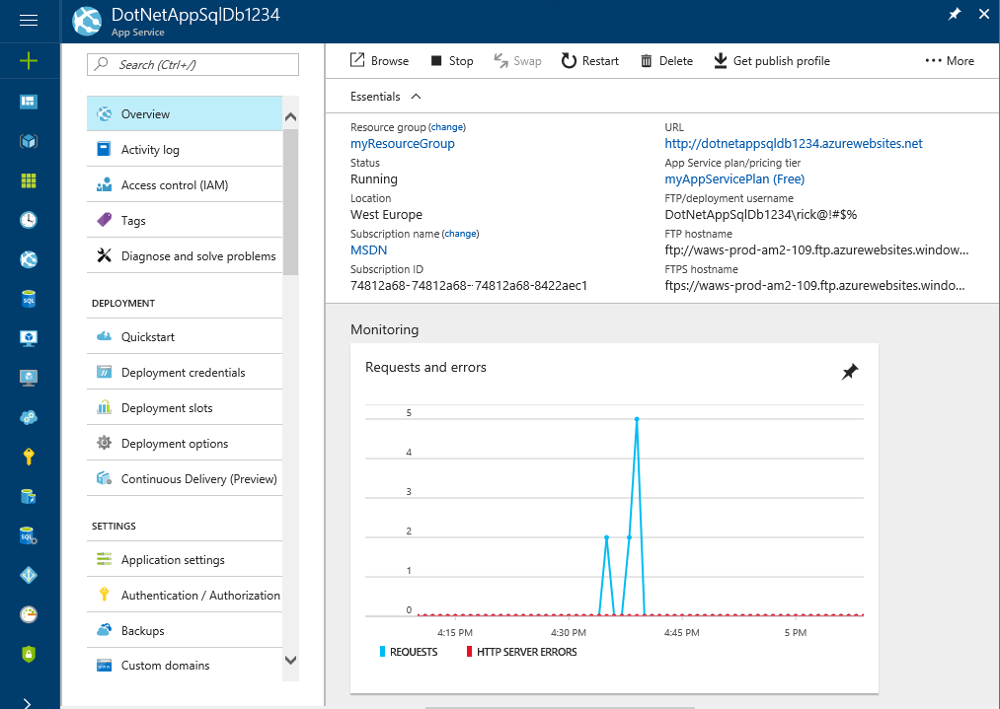 DotNetAppSqlDb1234
App Service
Search (Ctrl+/)
Overview
Activity log
Access control (IAM)
Tags
Diagnose and solve problems
DEPLOYMENT
Quickstart
Deployment credentials
Deployment slots
Deployment options
Continuous Delivery (Preview)
SETTINGS
Application settings
Authentication / Authorization
Backups
Custom domains
Browse Stop Swap Restart Delete Get publish profile More
Essentials
Resource group (change)
myResourceGroup
Status
Running
Location
West Europe
Subscription name (change)
MSDN
Subscription ID
74812a68-74812a68-74812a68-8422aec1
URL
http://dotnetappsqldb1234.azurewebsites.net
App Service plan/pricing tier
myAppServicePlan (Free)
FTP/deployment username
DotNetAppSqlDb1234\rick@!#$%
FTP hostname
ftp://waws-prod-am2-109.ftp.azurewebsites.window...
FTPS hostname
ftps://waws-prod-am2-109.ftp.azurewebsites.windo...
Monitoring
Requests and errors
5
4
3
2
1
0
4:15 PM 4:30 PM 4:45 PM 5 PM
REQUESTS HTTP SERVER ERRORS